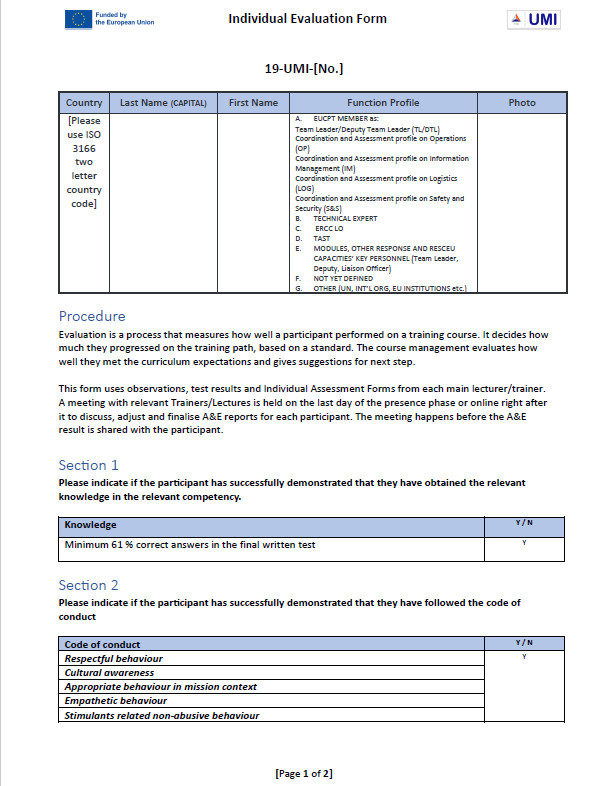 Funded by
the European Union
Individual Evaluation Form
UMI
19-UMI-[No.]
Country Last Name (CAPITAL) First Name Function Profile Photo
[Please
use ISO
3166
two
letter
country
code]
A. EUCPT MEMBER as:
Team Leader/Deputy Team Leader (TL/DTL)
Coordination and Assessment profile on Operations
(OP)
Coordination and Assessment profile on Information
Management (IM)
Coordination and Assessment profile on Logistics
(LOG)
Coordination and Assessment profile on Safety and
Security (S&S)
B. TECHNICAL EXPERT
C. ERCC LO
D. TAST
E. MODULES, OTHER RESPONSE AND RESCEU
CAPACITIES' KEY PERSONNEL (Team Leader,
Deputy, Liaison Officer)
F. NOT YET DEFINED
G. OTHER (UN, INT'L ORG, EU INSTITUTIONS etc.)
Procedure
Evaluation is a process that measures how well a participant performed on a training course. It decides how
much they progressed on the training path, based on a standard. The course management evaluates how
well they met the curriculum expectations and gives suggestions for next step.
This form uses observations, test results and Individual Assessment Forms from each main lecturer/trainer.
A meeting with relevant Trainers/Lectures is held on the last day of the presence phase or online right after
it to discuss, adjust and finalise A&E reports for each participant. The meeting happens before the A&E
result is shared with the participant.
Section 1
Please indicate if the participant has successfully demonstrated that they have obtained the relevant
knowledge in the relevant competency.
Knowledge Y / N
Minimum 61 % correct answers in the final written test Y
Section 2
Please indicate if the participant has successfully demonstrated that they have followed the code of
conduct
Code of conduct Y / N
Respectful behaviour Y
Cultural awareness
Appropriate behaviour in mission context
Empathetic behaviour
Stimulants related non-abusive behaviour
[Page 1 of 2]